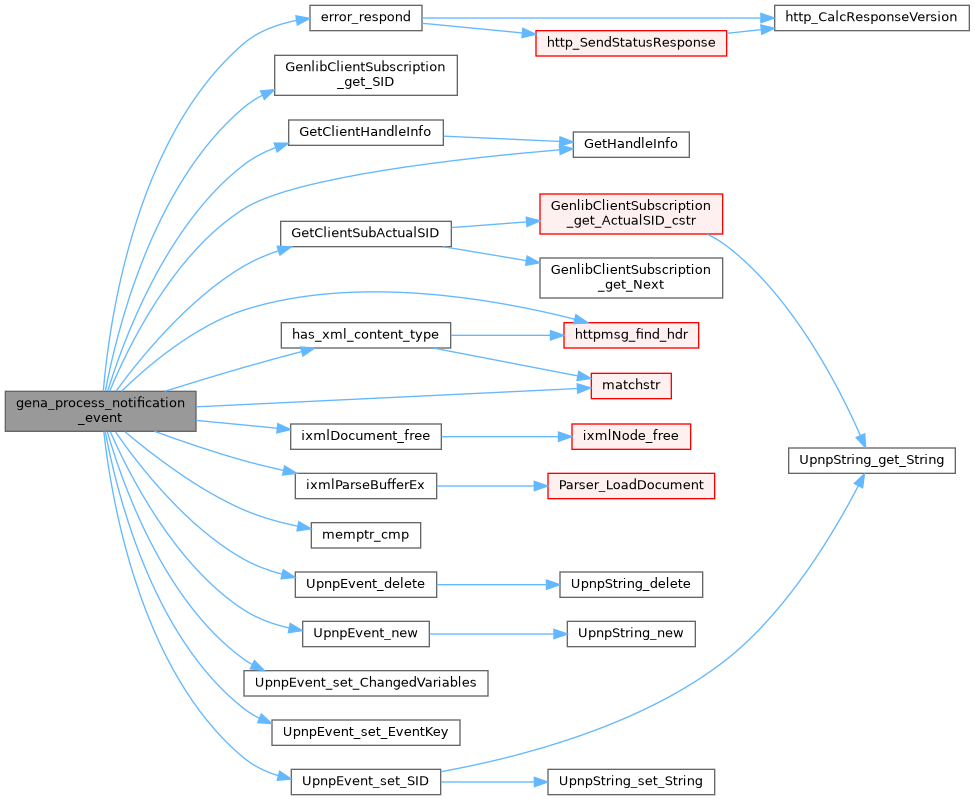 gena_process_notification
_event
error_respond
GenlibClientSubscription
_get_SID
GetClientHandleInfo
GetClientSubActualSID
has_xml_content_type
ixmlDocument_free
ixmlParseBufferEx
memptr_cmp
UpnpEvent_delete
UpnpEvent_new
UpnpEvent_set_ChangedVariables
UpnpEvent_set_EventKey
UpnpEvent_set_SID
http_SendStatusResponse
GetHandleInfo
GenlibClientSubscription
_get_ActualSID_cstr
GenlibClientSubscription
_get_Next
httpmsg_find_hdr
matchstr
ixmlNode_free
Parser_LoadDocument
UpnpString_delete
UpnpString_new
UpnpString_set_String
http_CalcResponseVersion
UpnpString_get_String